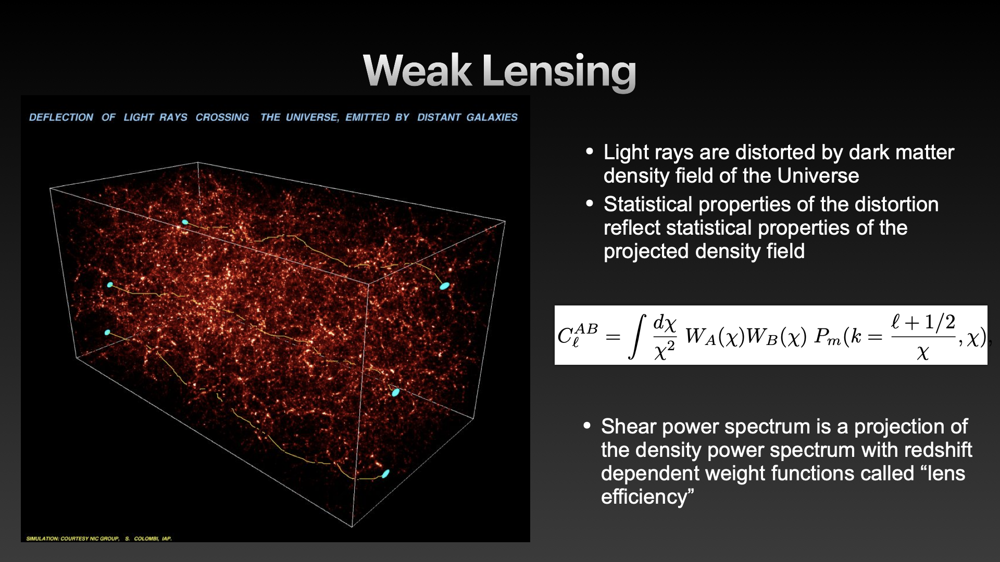 Weak Lensing
DEFLECTION OF LIGHT RAYS CROSSING THE UNIVERSE, EMITTED BY DISTANT GALAXIES
SIMULATION: COURTESY NIC GROUP, S. COLOMBI, IAP.
• Light rays are distorted by dark matter
density field of the Universe
• Statistical properties of the distortion
reflect statistical properties of the
projected density field
C_ℓ^{AB} = ∫ dχ/χ² W_A(χ)W_B(χ) P_m(k = (ℓ + 1/2)/χ, χ),
• Shear power spectrum is a projection of
the density power spectrum with redshift
dependent weight functions called “lens
efficiency”